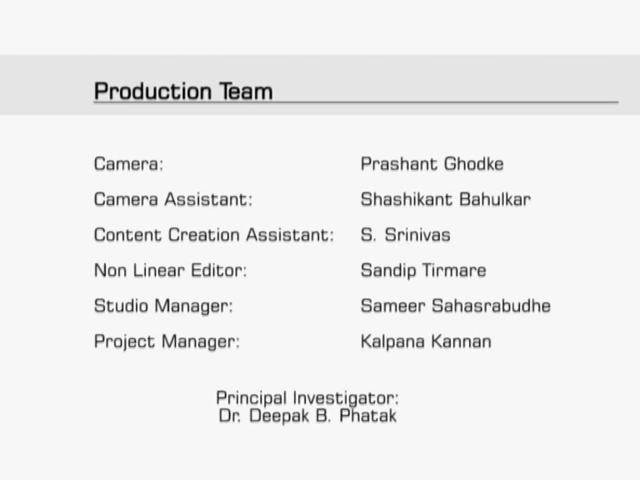 Production Team
Camera: Prashant Ghodke
Camera Assistant: Shashikant Bahulkar
Content Creation Assistant: S. Srinivas
Non Linear Editor: Sandip Tirmare
Studio Manager: Sameer Sahasrabudhe
Project Manager: Kalpana Kannan
Principal Investigator:
Dr. Deepak B. Phatak